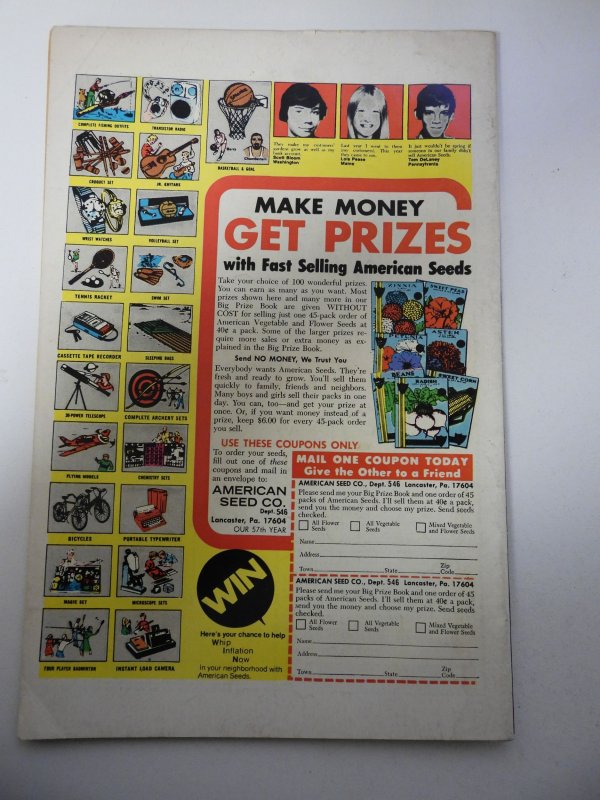 COMPLETE FISHING OUTFITS
TRANSISTOR RADIO
CROQUET SET
JR. GUITARS
BASKETBALL & GOAL
WRIST WATCHES
VOLLEYBALL SET
TENNIS RACKET
SWIM SET
CASSETTE TAPE RECORDER
SLEEPING BAGS
30-POWER TELESCOPE
COMPLETE ARCHERY SETS
FLYING MODELS
CHEMISTRY SETS
BICYCLES
PORTABLE TYPEWRITER
MAGIC SET
MICROSCOPE SETS
FOUR PLAYER BADMINTON
INSTANT LOAD CAMERA
They make my customers'
gardens grow as well as my
bank account.
Scott Bloom
Washington
Last year I went to them
This year
they came to me.
Lois Pease
Maine
It just wouldn't be spring if
someone in our family didn't
sell American Seeds.
Tom DeLaney
Pennsylvania
MAKE MONEY
GET PRIZES
with Fast Selling American Seeds
Take your choice of 100 wonderful prizes.
You can earn as many as you want. Most
prizes shown here and many more in our
Big Prize Book are given WITHOUT
COST for selling just one 45-pack order of
American Vegetable and Flower Seeds at
40¢ a pack. Some of the larger prizes re-
quire more sales or extra money as ex-
plained in the Big Prize Book.
Send NO MONEY, We Trust You
Everybody wants American Seeds. They're
fresh and ready to grow. You'll sell them
quickly to family, friends and neighbors.
Many boys and girls sell their packs in one
day. You can, too—and get your prize at
once. Or, if you want money instead of a
prize, keep $6.00 for every 45-pack order
you sell.
ZINNIA
SWEET PEAS
ASTER
BEANS
RADISH
SWEET CORN
USE THESE COUPONS ONLY
To order your seeds,
fill out one of these
coupons and mail in
an envelope to:
AMERICAN
SEED CO.
Dept. 546
Lancaster, Pa. 17604
OUR 57th YEAR
MAIL ONE COUPON TODAY
Give the Other to a Friend
AMERICAN SEED CO., Dept. 546 Lancaster, Pa. 17604
Please send me your Big Prize Book and one order of 45
packs of American Seeds. I'll sell them at 40¢ a pack,
send you the money and choose my prize. Send seeds
checked.
All Flower Seeds
All Vegetable Seeds
Mixed Vegetable and Flower Seeds
Name
Address
Town State Zip Code
AMERICAN SEED CO., Dept 546 Lancaster, Pa. 17604
Please send me your Big Prize Book and one order of 45
packs of American Seeds. I'll sell them at 40¢ a pack,
send you the money and choose my prize. Send seeds
checked.
All Flower Seeds
All Vegetable Seeds
Mixed Vegetable and Flower Seeds
Name
Address
Town State Zip Code
WIN
Here's your chance to help
Whip
Inflation
Now
in your neighborhood with
American Seeds.